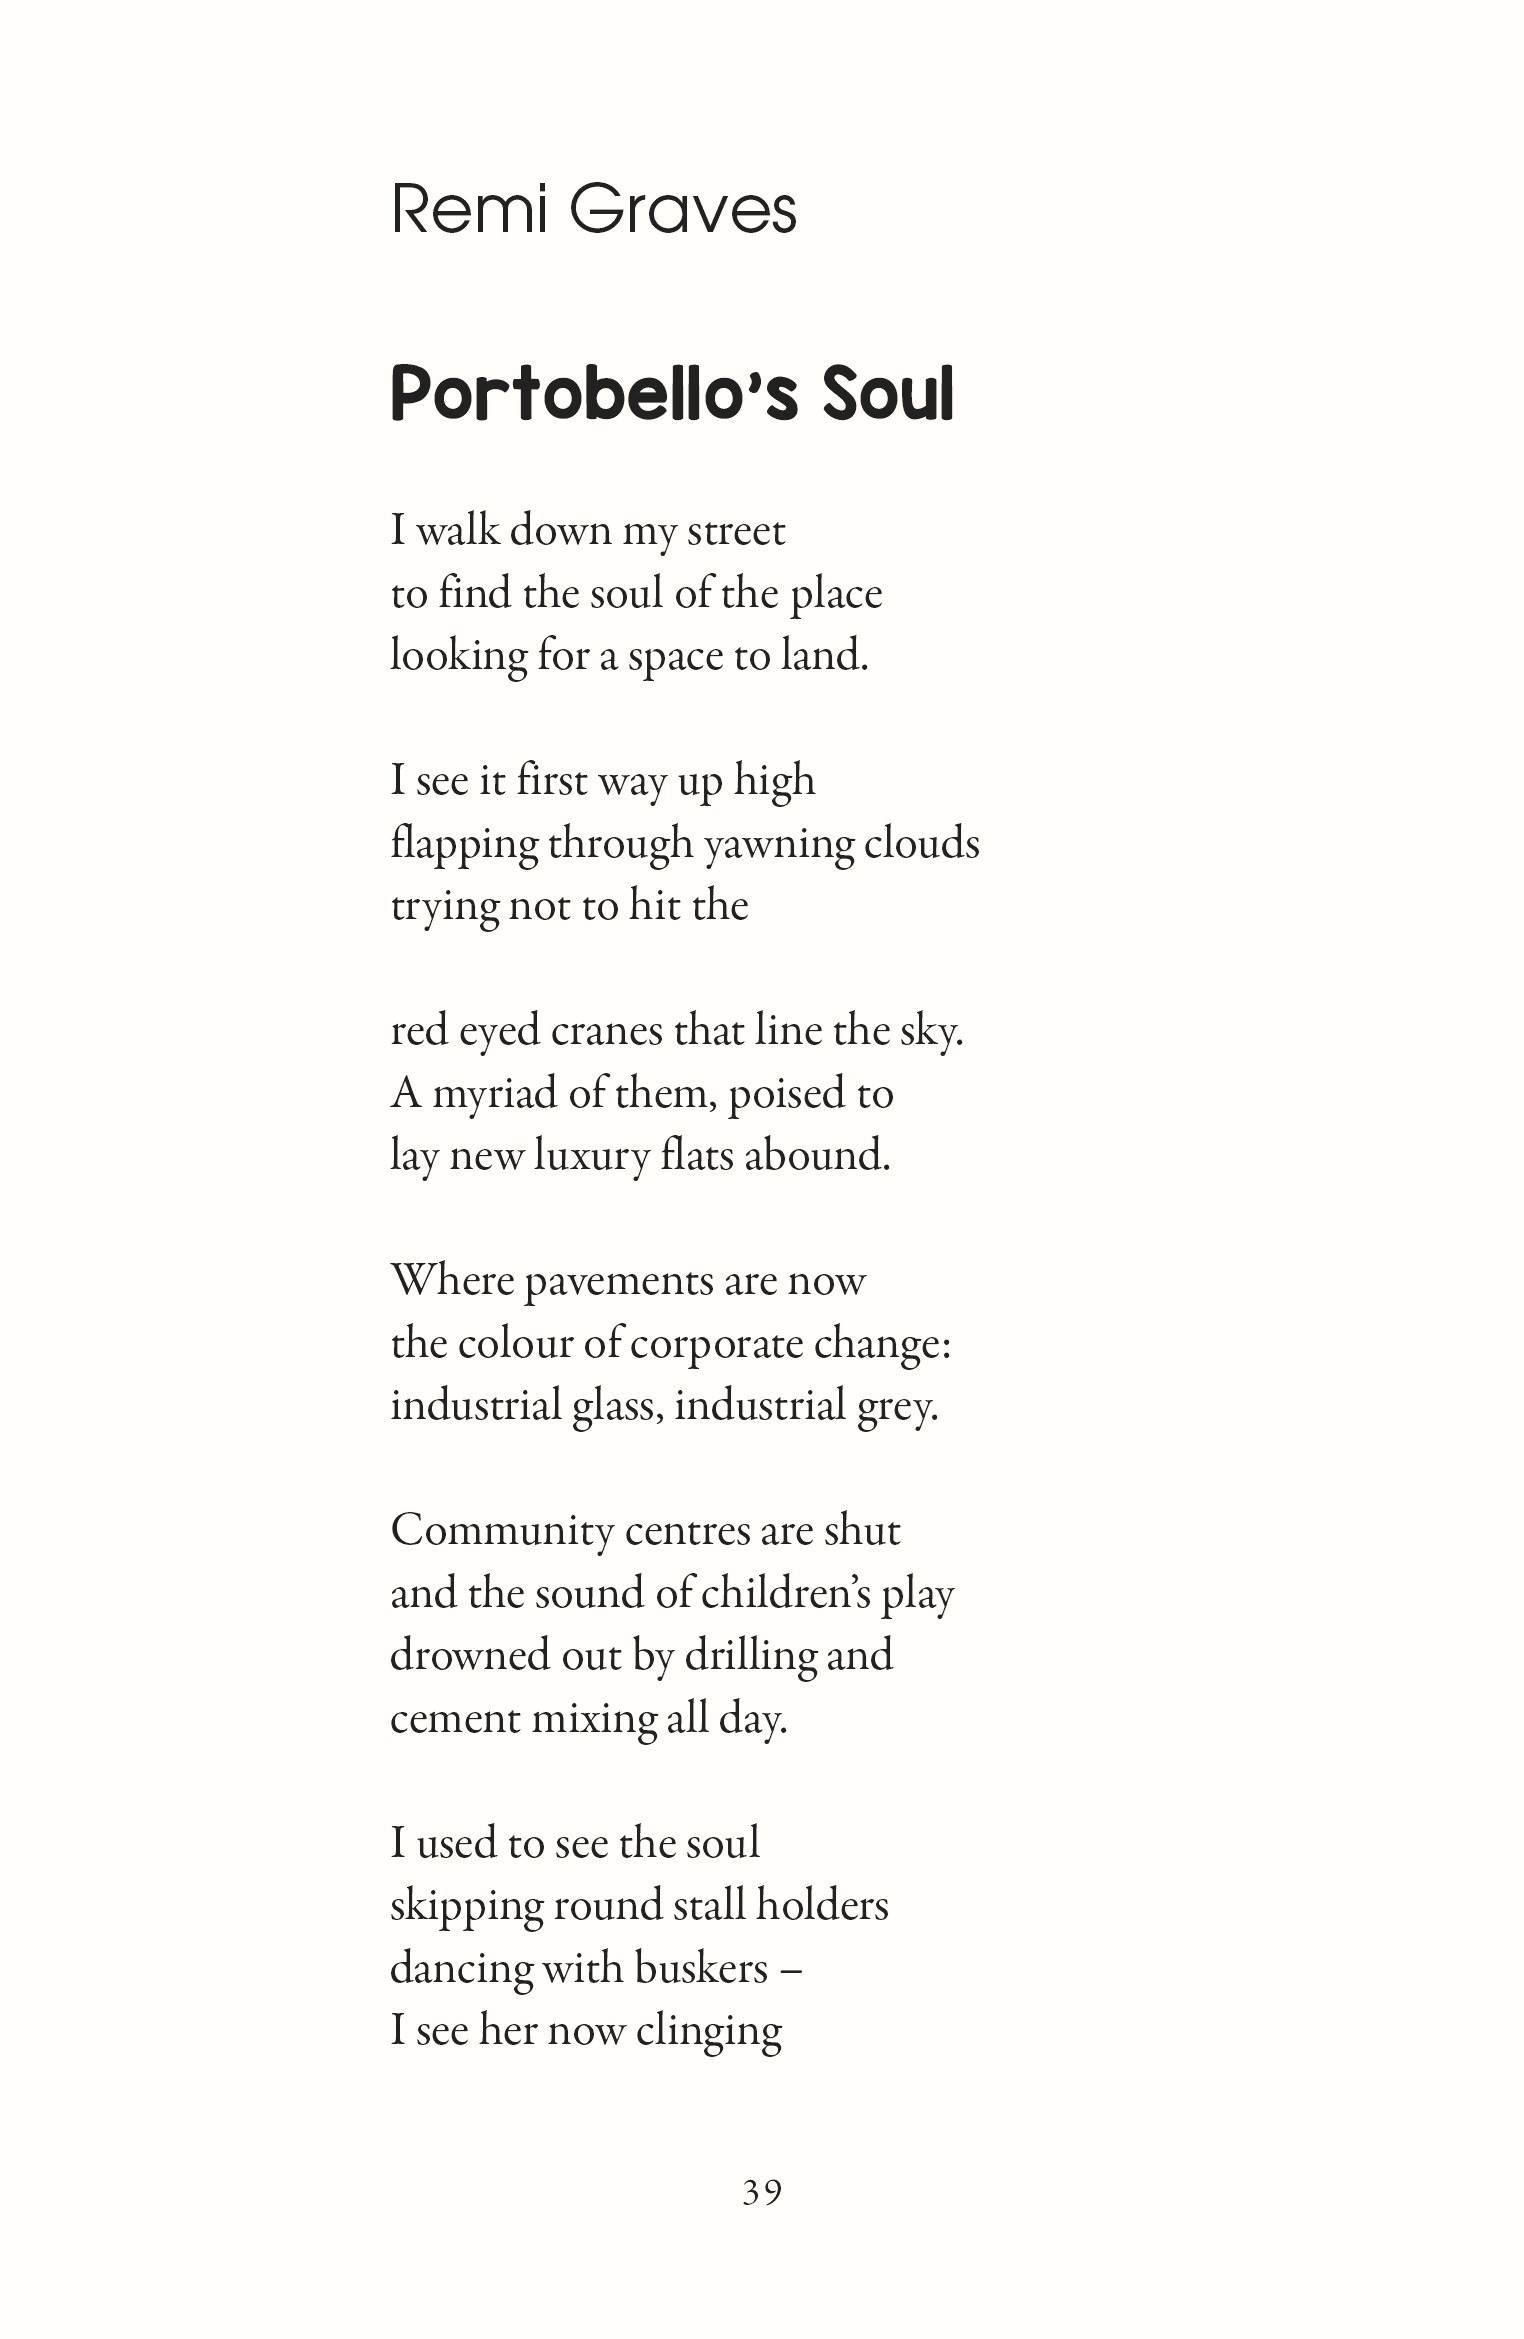 Remi Graves
Portobello’s Soul
I walk down my street
to find the soul of the place
looking for a space to land.
I see it first way up high
flapping through yawning clouds
trying not to hit the
red eyed cranes that line the sky.
A myriad of them, poised to
lay new luxury flats abound.
Where pavements are now
the colour of corporate change:
industrial glass, industrial grey.
Community centres are shut
and the sound of children’s play
drowned out by drilling and
cement mixing all day.
I used to see the soul
skipping round stall holders
dancing with buskers –
I see her now clinging
39